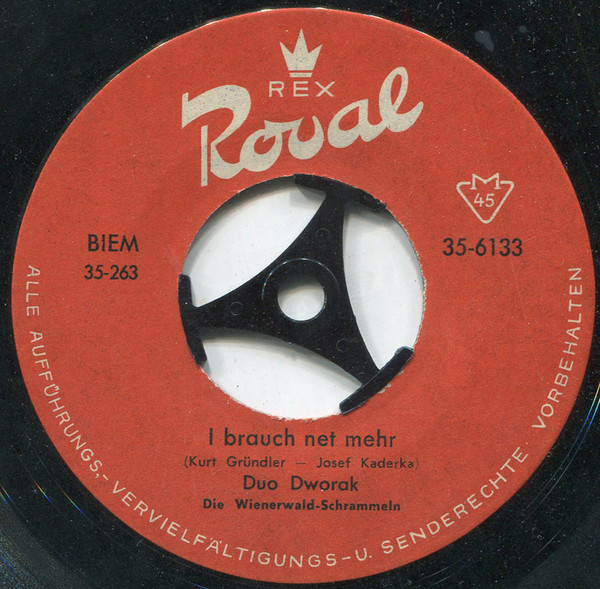 REX
Royal
M
45
BIEM
35-263
35-6133
I brauch net mehr
(Kurt Gründler — Josef Kaderka)
Duo Dworak
Die Wienerwald-Schrammeln
ALLE AUFFÜHRUNGS,- VERVIELFÄLTIGUNGS-U. SENDERECHTE VORBEHALTEN